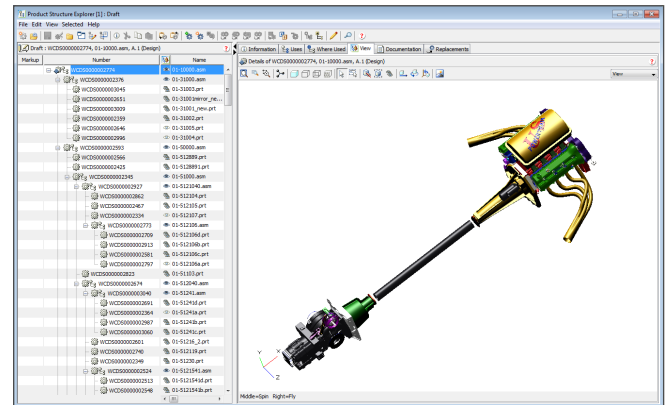 Product Structure Explorer [1] : Draft
File Edit View Selected Help
Draft : WCDS0000002774, 01-10000.asm, A.1 (Design)
Information Uses Where Used View Documentation Replacements
Markup Number Name
Details of WCDS0000002774, 01-10000.asm, A.1 (Design)
View
WCDS0000002774 01-10000.asm
WCDS0000002376 01-31000.asm
WCDS0000003045 01-31003.prt
WCDS0000002651 01-31001mirror_ne...
WCDS0000003009 01-31001_new.prt
WCDS0000002359 01-31002.prt
WCDS0000002646 01-31005.prt
WCDS0000002996 01-31004.prt
WCDS0000002593 01-50000.asm
WCDS0000002566 01-512889.prt
WCDS0000003425 01-5128891.prt
WCDS0000002345 01-51000.asm
WCDS0000002927 01-5121040.asm
WCDS0000002862 01-512104.prt
WCDS0000002467 01-512105.prt
WCDS0000002334 01-512107.prt
WCDS0000002773 01-512106.asm
WCDS0000002709 01-512106d.prt
WCDS0000002913 01-512106b.prt
WCDS0000002581 01-512106c.prt
WCDS0000002797 01-512106a.prt
WCDS0000002823 01-51103.prt
WCDS0000002674 01-512040.asm
WCDS0000003040 01-51241.asm
WCDS0000002691 01-51241d.prt
WCDS0000002364 01-51241a.prt
WCDS0000002987 01-51241b.prt
WCDS0000003060 01-51241c.prt
WCDS0000002601 01-51216_2.prt
WCDS0000002740 01-512119.prt
WCDS0000002349 01-51230.prt
WCDS0000002524 01-5121541.asm
WCDS0000002513 01-5121541d.prt
WCDS0000002548 01-5121541b.prt
Y X
Z
Middle=Spin Right=Fly